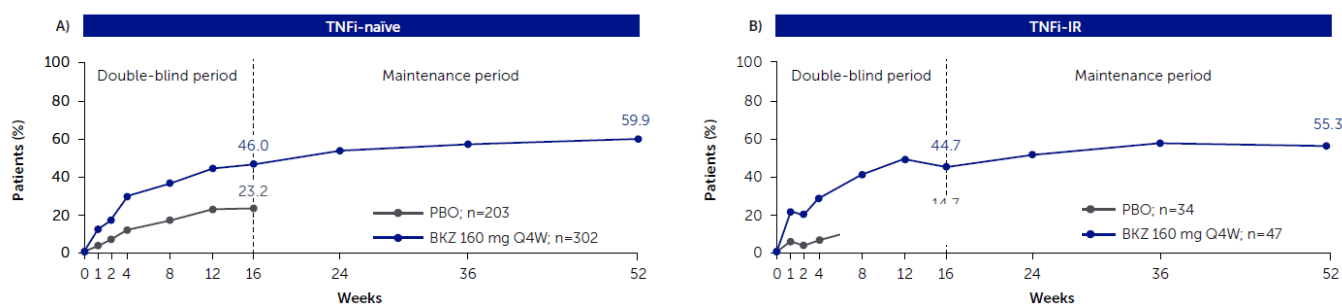 A) TNFi-naïve
100
80
60
40
20
0
Patients (%)
Double-blind period
Maintenance period
46.0
23.2
59.9
PBO; n=203
BKZ 160 mg Q4W; n=302
0 1 2 4 8 12 16 24 36 52
Weeks
B) TNFi-IR
100
80
60
40
20
0
Patients (%)
Double-blind period
Maintenance period
44.7
55.3
PBO; n=34
BKZ 160 mg Q4W; n=47
0 1 2 4 8 12 16 24 36 52
Weeks